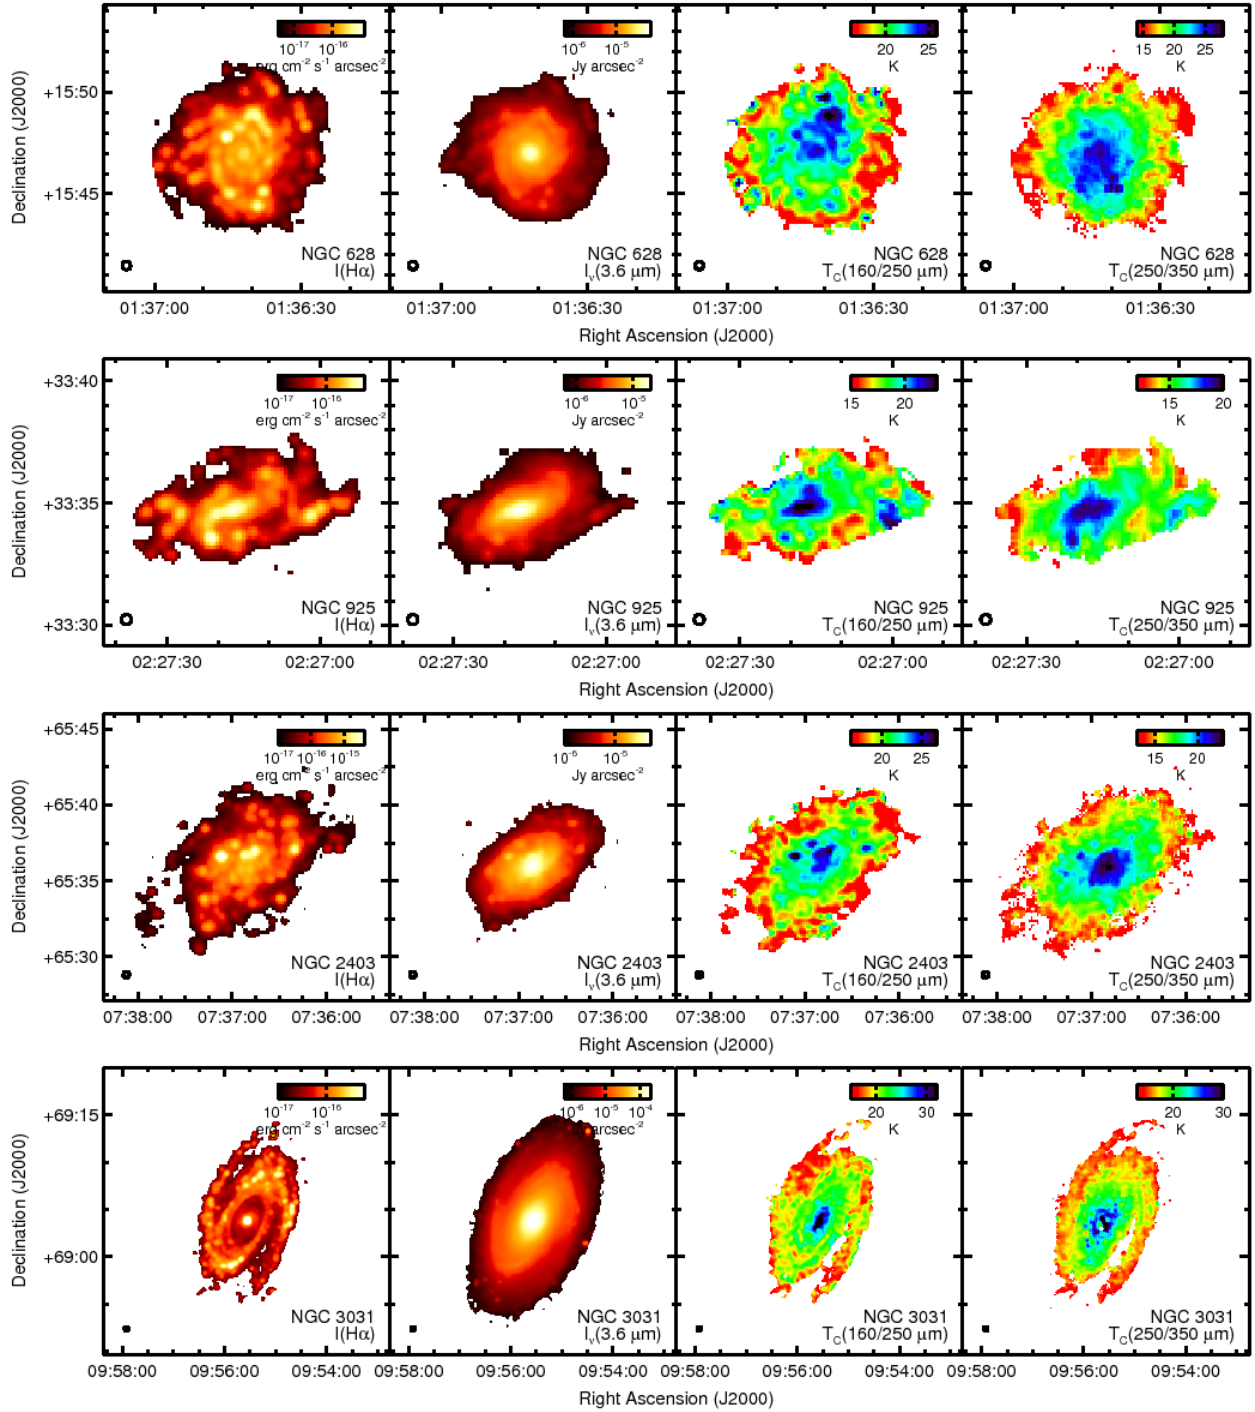 10⁻¹⁷ 10⁻¹⁶
erg cm⁻² s⁻¹ arcsec⁻²
10⁻⁶ 10⁻⁵
Jy arcsec⁻²
20 25
K
15 20 25
K
Declination (J2000)
+15:50
+15:45
NGC 628
I(Hα)
NGC 628
Iᵥ(3.6 μm)
NGC 628
T_C(160/250 μm)
NGC 628
T_C(250/350 μm)
01:37:00 01:36:30
01:37:00 01:36:30
01:37:00 01:36:30
01:37:00 01:36:30
Right Ascension (J2000)
10⁻¹⁷ 10⁻¹⁶
erg cm⁻² s⁻¹ arcsec⁻²
10⁻⁶ 10⁻⁵
Jy arcsec⁻²
15 20
K
15 20
K
Declination (J2000)
+33:40
+33:35
+33:30
NGC 925
I(Hα)
NGC 925
Iᵥ(3.6 μm)
NGC 925
T_C(160/250 μm)
NGC 925
T_C(250/350 μm)
02:27:30 02:27:00
02:27:30 02:27:00
02:27:30 02:27:00
02:27:30 02:27:00
Right Ascension (J2000)
10⁻¹⁷ 10⁻¹⁶ 10⁻¹⁵
erg cm⁻² s⁻¹ arcsec⁻²
10⁻⁶ 10⁻⁵
Jy arcsec⁻²
20 25
K
15 20
K
Declination (J2000)
+65:45
+65:40
+65:35
+65:30
NGC 2403
I(Hα)
NGC 2403
Iᵥ(3.6 μm)
NGC 2403
T_C(160/250 μm)
NGC 2403
T_C(250/350 μm)
07:38:00 07:37:00 07:36:00
07:38:00 07:37:00 07:36:00
07:38:00 07:37:00 07:36:00
07:38:00 07:37:00 07:36:00
Right Ascension (J2000)
10⁻¹⁷ 10⁻¹⁶
erg cm⁻² s⁻¹ arcsec⁻²
10⁻⁶ 10⁻⁵ 10⁻⁴
Jy arcsec⁻²
20 30
K
20 30
K
Declination (J2000)
+69:15
+69:00
NGC 3031
I(Hα)
NGC 3031
Iᵥ(3.6 μm)
NGC 3031
T_C(160/250 μm)
NGC 3031
T_C(250/350 μm)
09:58:00 09:56:00 09:54:00
09:58:00 09:56:00 09:54:00
09:58:00 09:56:00 09:54:00
09:58:00 09:56:00 09:54:00
Right Ascension (J2000)